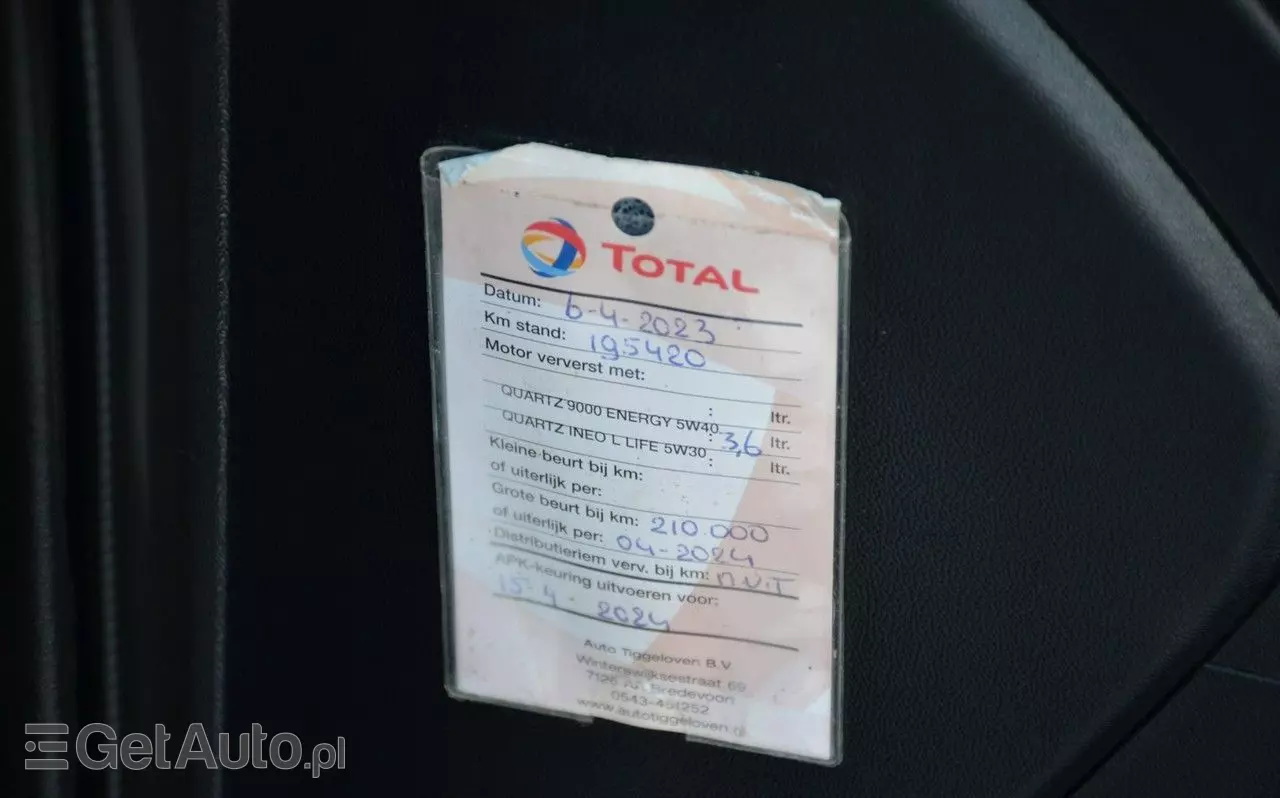 TOTAL
Datum: 6-4-2023
Km stand: 195420
Motor ververst met:
: ltr.
QUARTZ 9000 ENERGY 5W40 : 3,6 ltr.
QUARTZ INEO L LIFE 5W30 : ltr.
Kleine beurt bij km:
of uiterlijk per:
Grote beurt bij km: 210.000
of uiterlijk per: 04-2024
Distributieriem verv. bij km: n.v.T
APK-keuring uitvoeren voor:
15-4-2024
Auto Tiggeloven B.V.
Winterswijksestraat 69
7126 Bredevoort
0543-451252
www.autotiggeloven.nl
GetAuto.pl